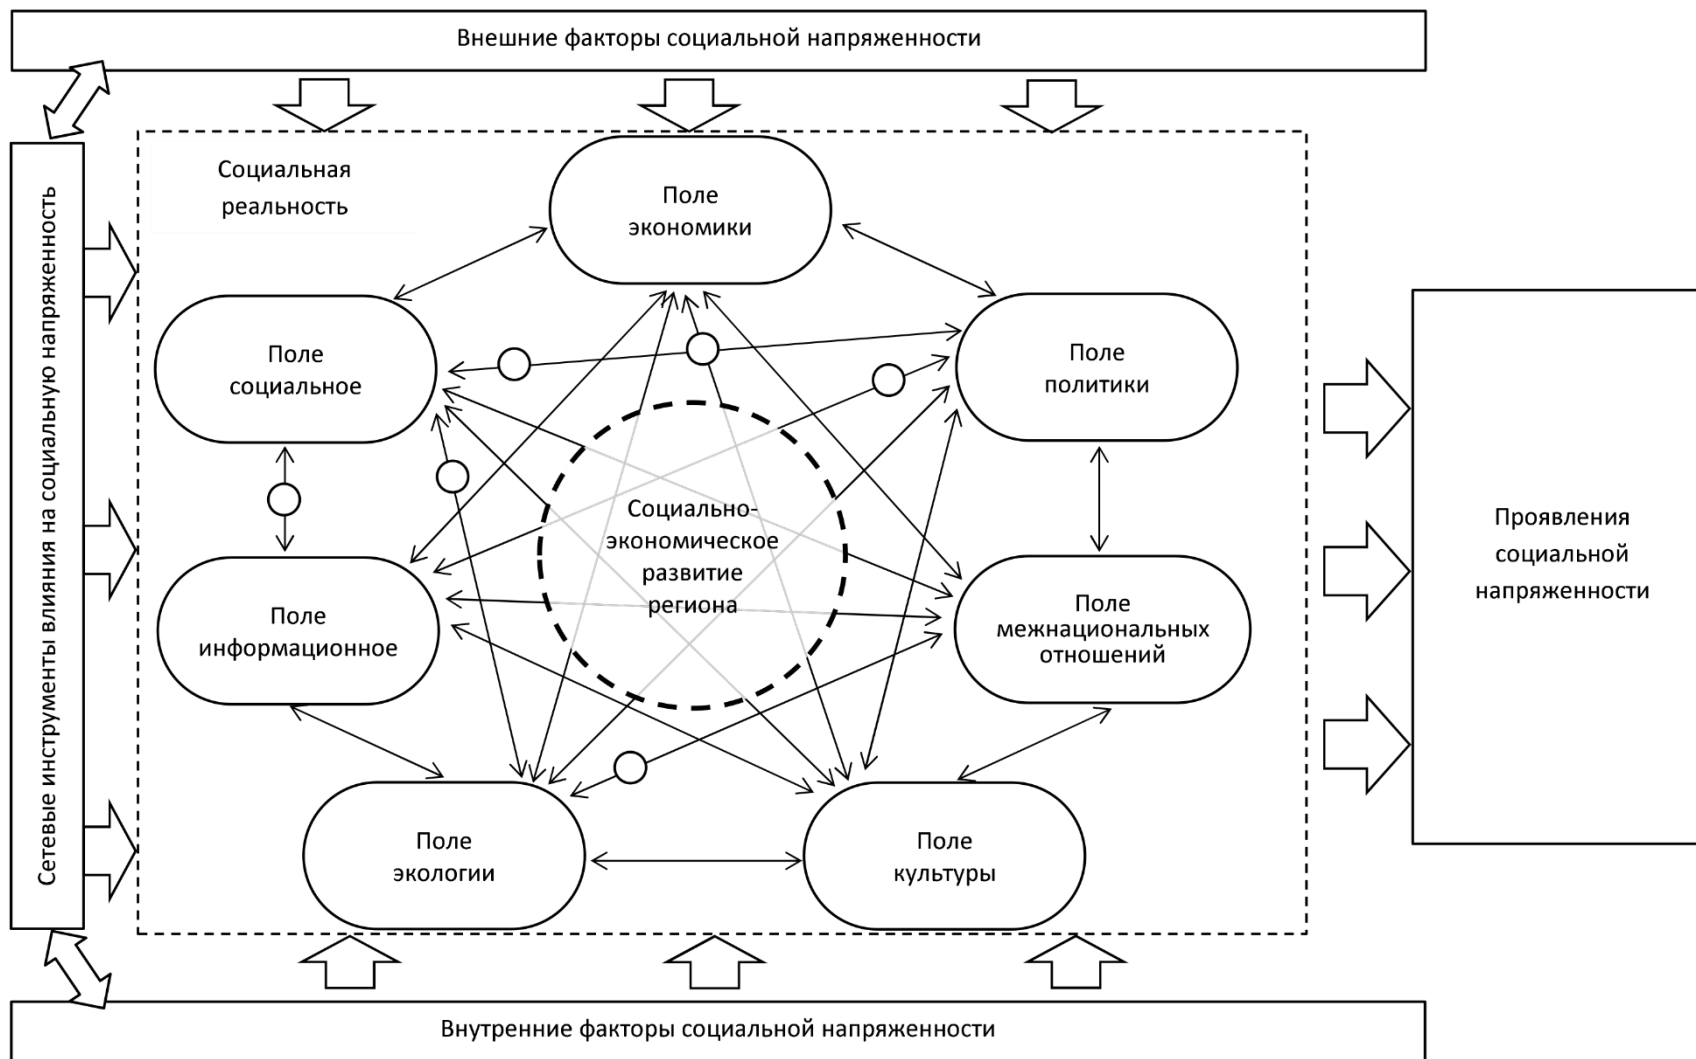 Внешние факторы социальной напряженности
Сетевые инструменты влияния на социальную напряженность
Социальная
реальность
Поле
экономики
Поле
социальное
Поле
политики
Социально-
экономическое
развитие
региона
Проявления
социальной
напряженности
Поле
информационное
Поле
межнациональных
отношений
Поле
экологии
Поле
культуры
Внутренние факторы социальной напряженности